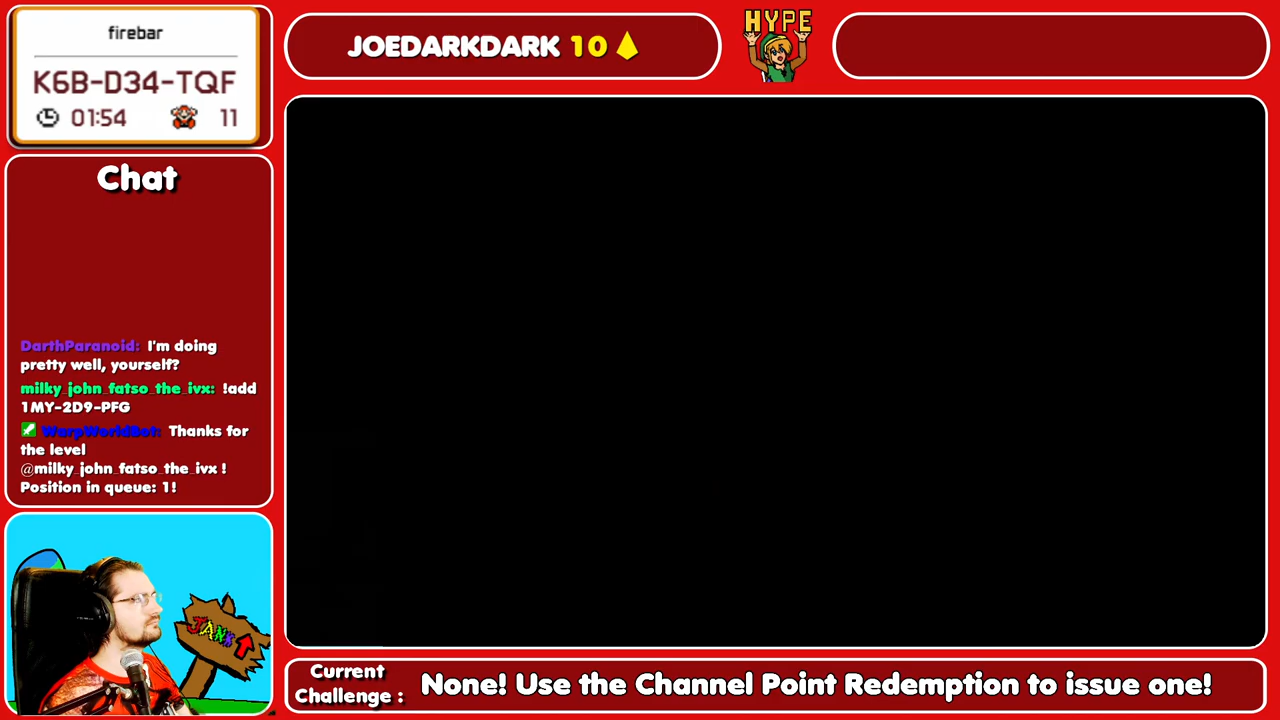 firebar
K6B-D34-TQF
01:54 11
JOEDARKDARK 10
HYPE
Chat
DarthParanoid: I'm doing
pretty well, yourself?
milky_john_fatso_the_ivx: !add
1MY-2D9-PFG
WarpWorldBot: Thanks for
the level
@milky_john_fatso_the_ivx !
Position in queue: 1!
JANK
Current
Challenge :
None! Use the Channel Point Redemption to issue one!